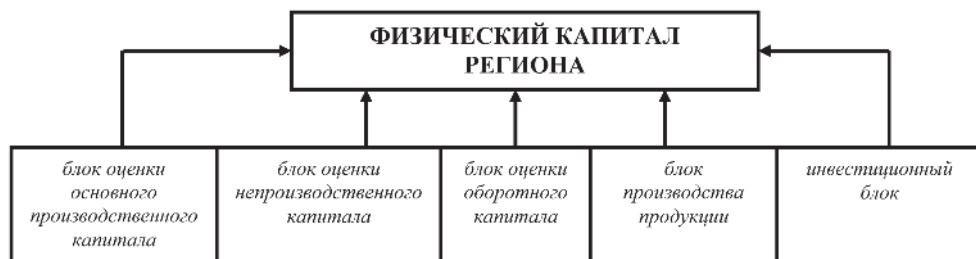 ФИЗИЧЕСКИЙ КАПИТАЛ
РЕГИОНА
блок оценки
основного
производственного
капитала
блок оценки
непроизводственного
капитала
блок оценки
оборотного
капитала
блок
производства
продукции
инвестиционный
блок